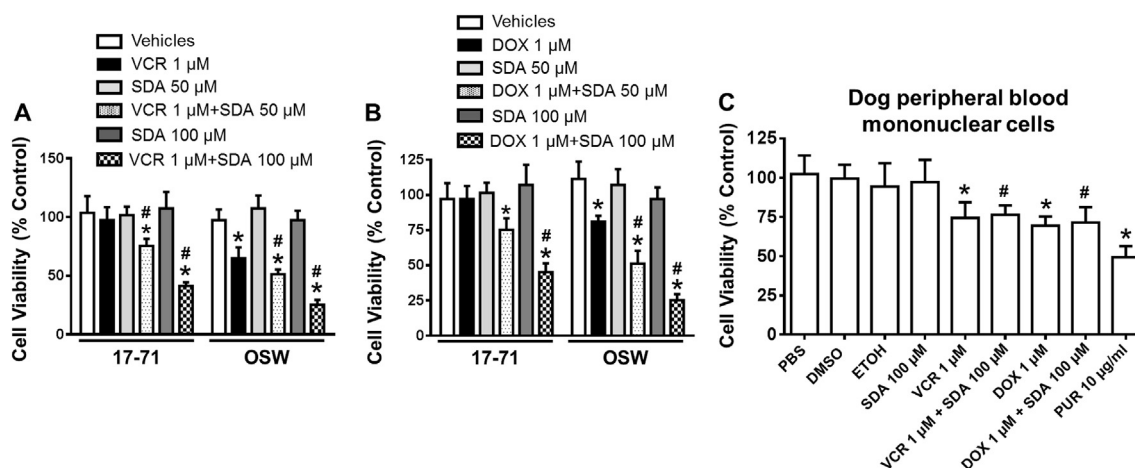 A
Vehicles
VCR 1 µM
SDA 50 µM
VCR 1 µM+SDA 50 µM
SDA 100 µM
VCR 1 µM+SDA 100 µM
Cell Viability (% Control)
150
100
50
0
#
*
#
*
*
#
*
#
*
17-71
OSW
B
Vehicles
DOX 1 µM
SDA 50 µM
DOX 1 µM+SDA 50 µM
SDA 100 µM
DOX 1 µM+SDA 100 µM
Cell Viability (% Control)
125
100
75
50
25
0
*
#
*
*
#
*
#
*
17-71
OSW
C
Dog peripheral blood
mononuclear cells
Cell Viability (% Control)
125
100
75
50
25
0
*
#
*
#
*
PBS
DMSO
ETOH
SDA 100 µM
VCR 1 µM
VCR 1 µM + SDA 100 µM
DOX 1 µM
DOX 1 µM + SDA 100 µM
PUR 10 µg/ml